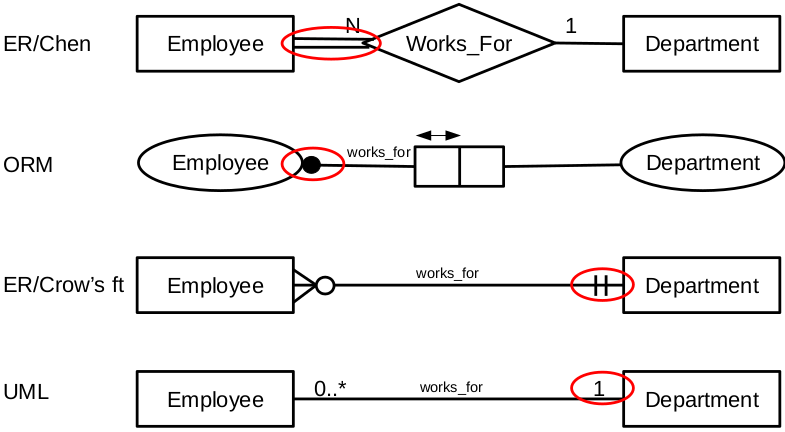 ER/Chen
Employee
N
Works_For
1
Department
ORM
Employee
works_for
Department
ER/Crow’s ft
Employee
works_for
Department
UML
Employee
0..*
works_for
1
Department